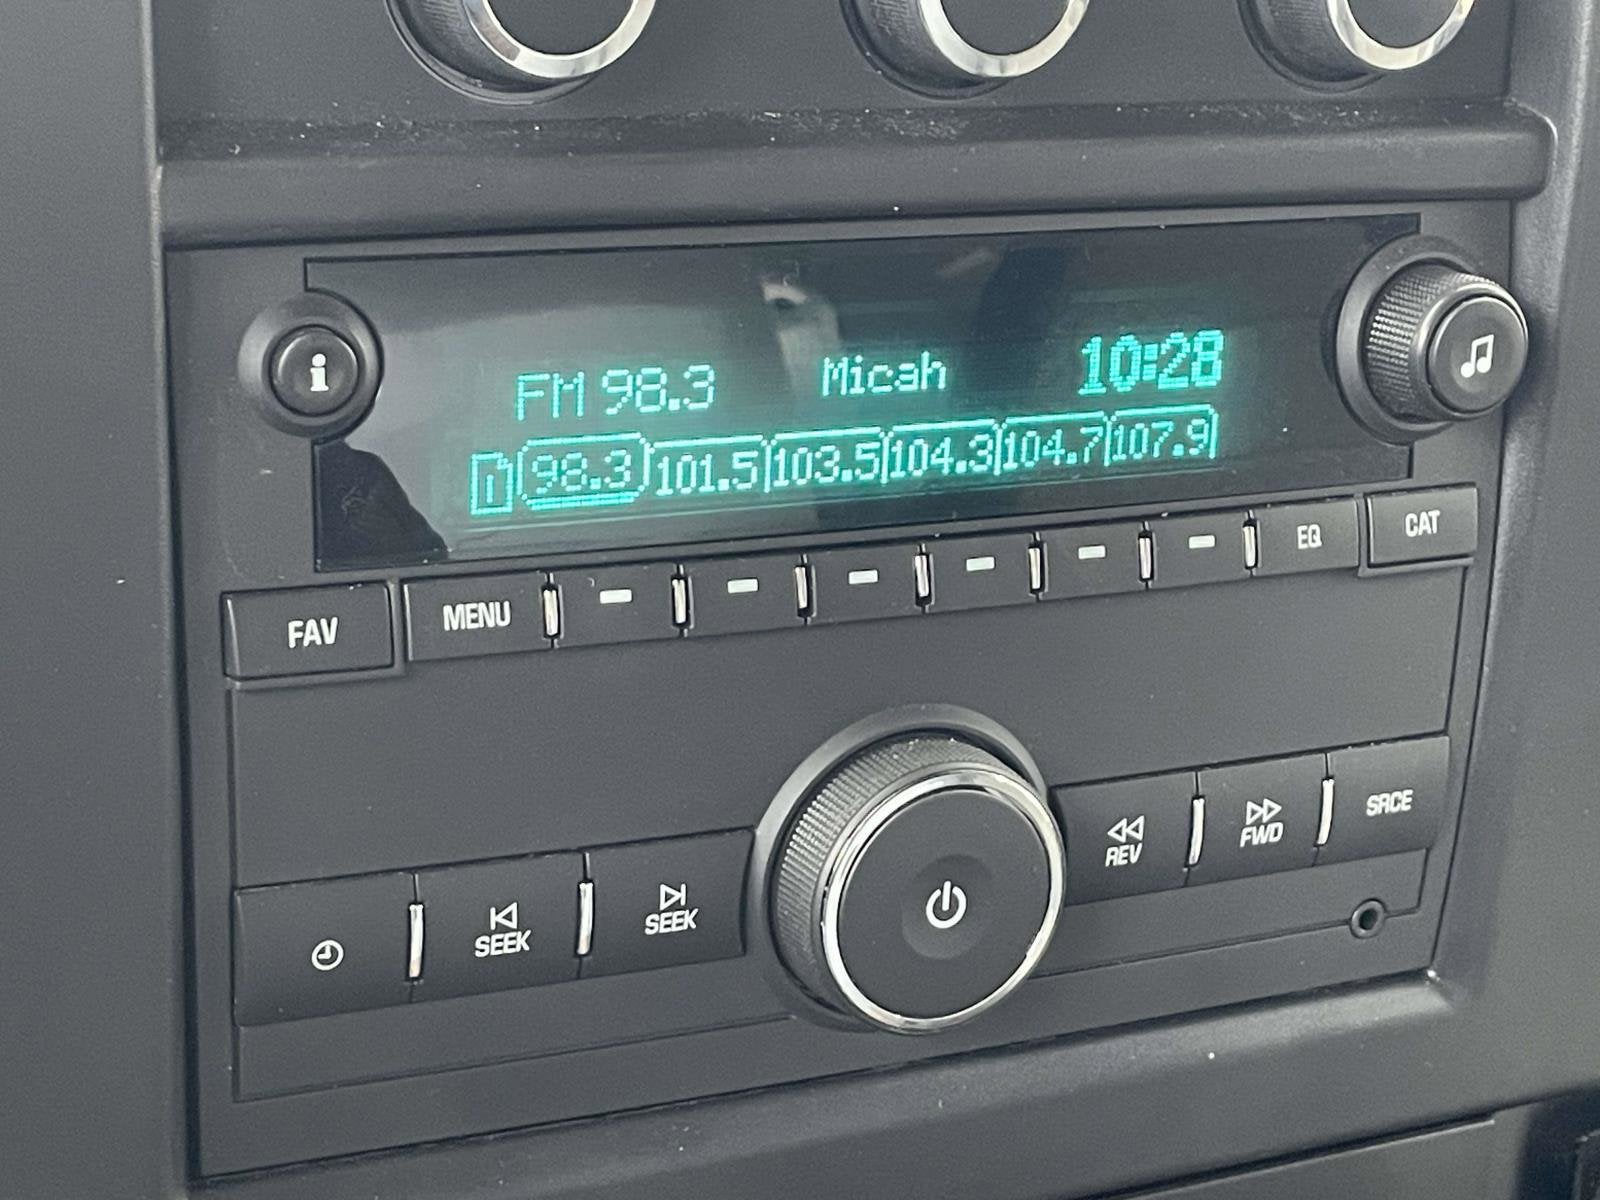 FM 98.3 Micah 10:28
1 98.3 101.5 103.5 104.3 104.7 107.9
FAV MENU EQ CAT
REV FWD SRCE
SEEK SEEK